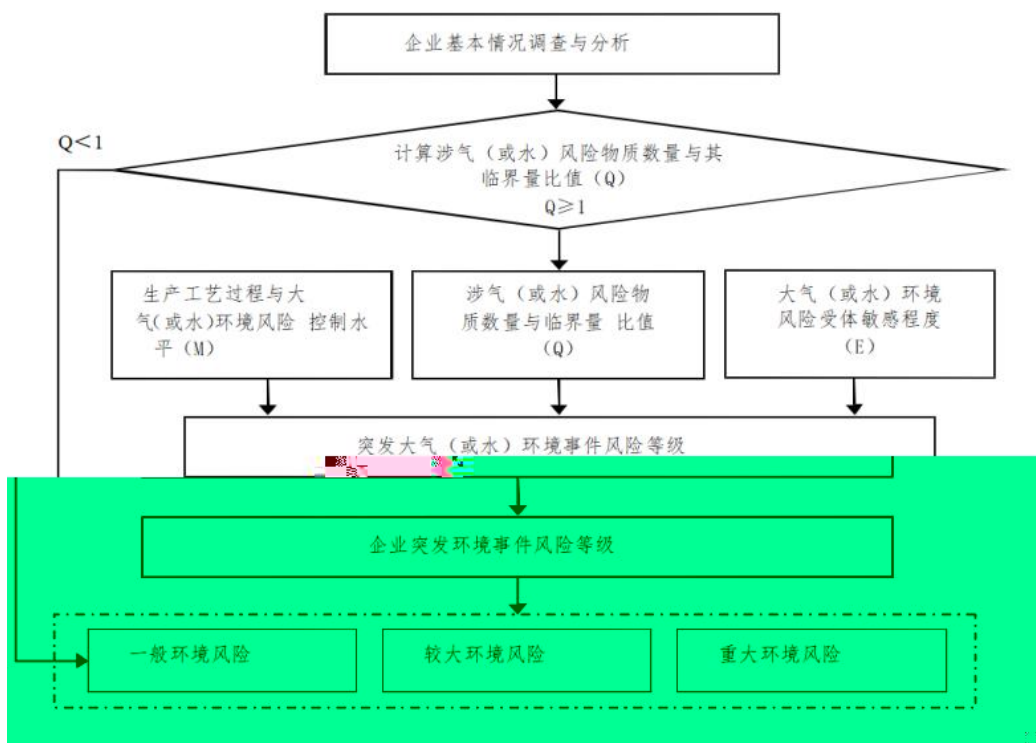 企业基本情况调查与分析
Q＜1
计算涉气（或水）风险物质数量与其
临界量比值（Q）
Q≥1
生产工艺过程与大
气(或水)环境风险 控制水
平（M）
涉气（或水）风险物
质数量与临界量 比值
（Q）
大气（或水）环境
风险受体敏感程度
（E）
突发大气（或水）环境事件风险等级
企业突发环境事件风险等级
一般环境风险
较大环境风险
重大环境风险